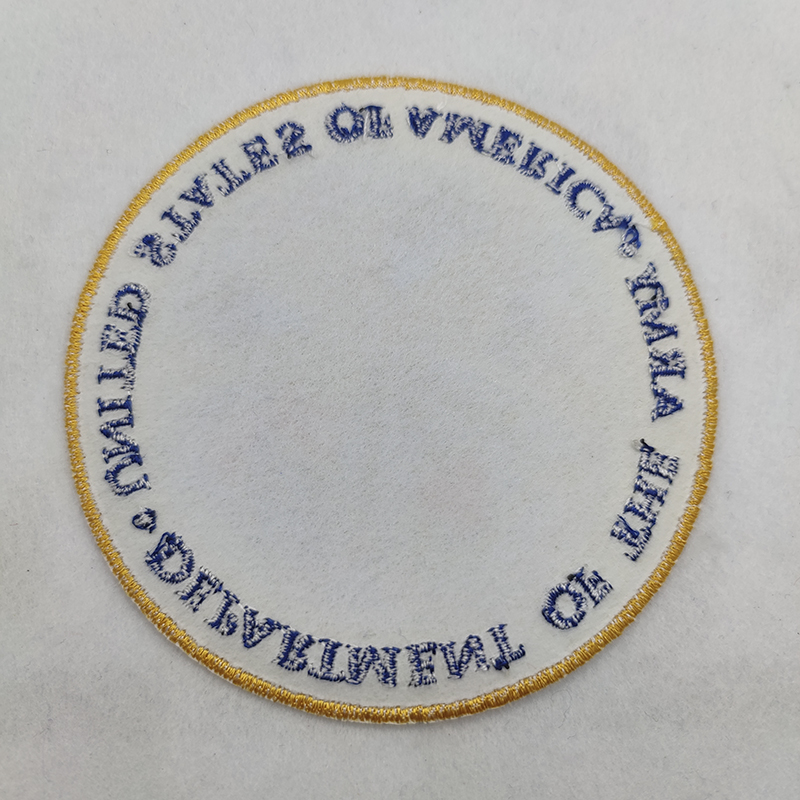 UNITED STATES OF AMERICA
DEPARTMENT OF THE ARMY